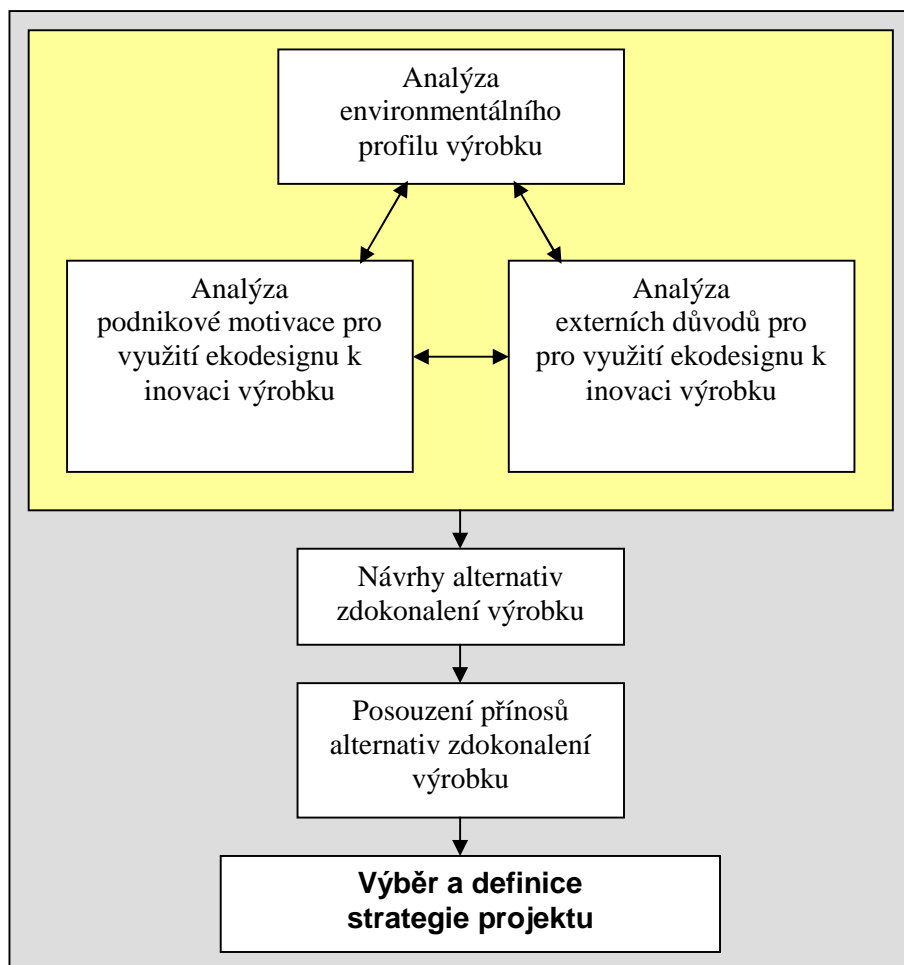 Analýza
environmentálního
profilu výrobku
Analýza
podnikové motivace pro
využití ekodesignu k
inovaci výrobku
Analýza
externích důvodů pro
pro využití ekodesignu k
inovaci výrobku
Návrhy alternativ
zdokonalení výrobku
Posouzení přínosů
alternativ zdokonalení
výrobku
Výběr a definice
strategie projektu